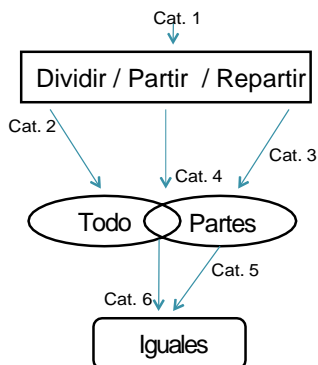 Cat. 1
Dividir / Partir / Repartir
Cat. 2
Cat. 3
Cat. 4
Todo
Partes
Cat. 5
Cat. 6
Iguales